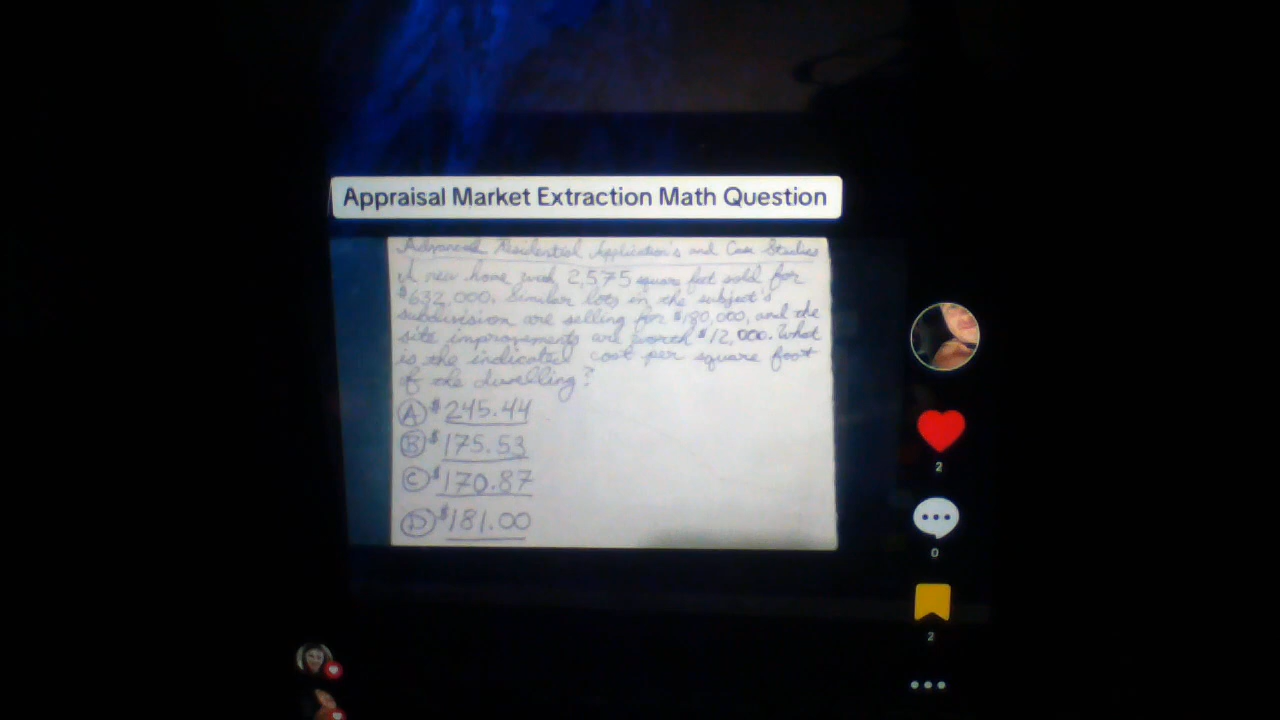 Appraisal Market Extraction Math Question
Advanced Residential Application's and Case Studies
A new home with 2,575 square feet sold for
$632,000. Similar lots in the subject's
subdivision are selling for $180,000, and the
site improvements are worth $12,000. What
is the indicated cost per square foot
of the dwelling?
A $245.44
B $175.53
C $170.87
D $181.00
2
0
2